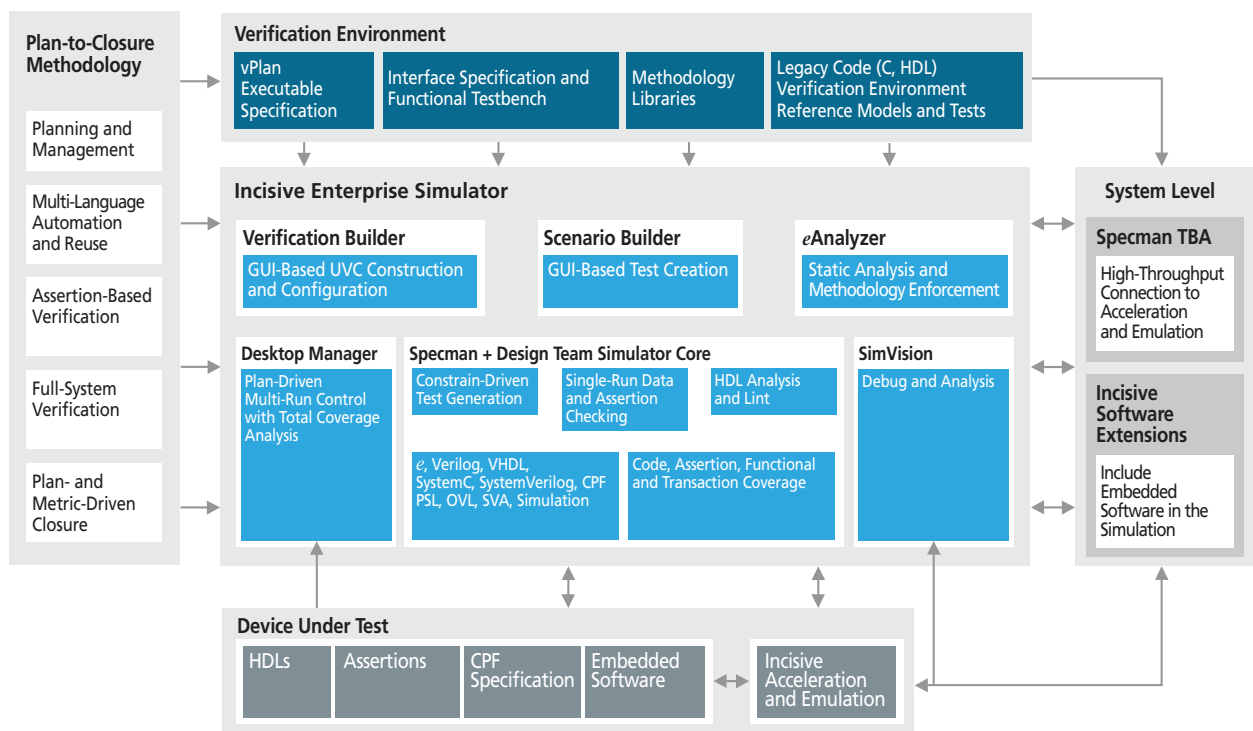 Plan-to-Closure
Methodology
Planning and
Management
Multi-Language
Automation
and Reuse
Assertion-Based
Verification
Full-System
Verification
Plan- and
Metric-Driven
Closure
Verification Environment
vPlan
Executable
Specification
Interface Specification and
Functional Testbench
Methodology
Libraries
Legacy Code (C, HDL)
Verification Environment
Reference Models and Tests
Incisive Enterprise Simulator
Verification Builder
GUI-Based UVC Construction
and Configuration
Scenario Builder
GUI-Based Test Creation
eAnalyzer
Static Analysis and
Methodology Enforcement
Desktop Manager
Plan-Driven
Multi-Run Control
with Total Coverage
Analysis
Specman + Design Team Simulator Core
Constrain-Driven
Test Generation
Single-Run Data
and Assertion
Checking
HDL Analysis
and Lint
e, Verilog, VHDL,
SystemC, SystemVerilog, CPF
PSL, OVL, SVA, Simulation
Code, Assertion, Functional
and Transaction Coverage
SimVision
Debug and Analysis
System Level
Specman TBA
High-Throughput
Connection to
Acceleration
and Emulation
Incisive
Software
Extensions
Include
Embedded
Software in the
Simulation
Device Under Test
HDLs
Assertions
CPF
Specification
Embedded
Software
Incisive
Acceleration
and Emulation